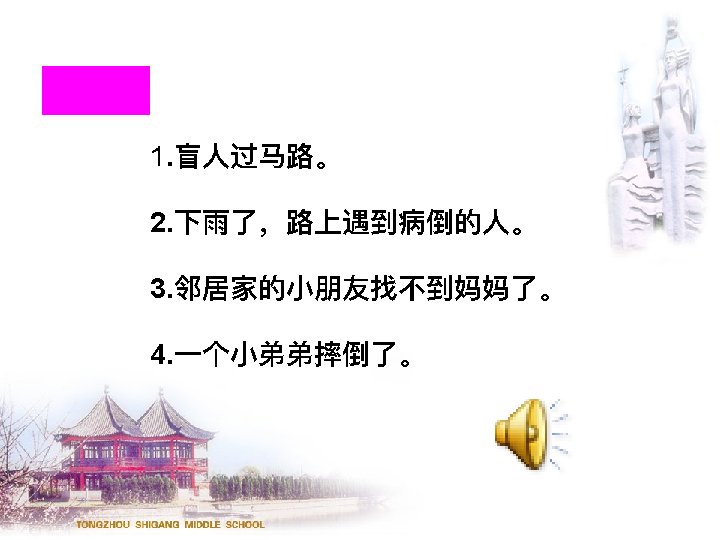 1.盲人过马路。
2.下雨了，路上遇到病倒的人。
3.邻居家的小朋友找不到妈妈了。
4.一个小弟弟摔倒了。
TONGZHOU SHIGANG MIDDLE SCHOOL